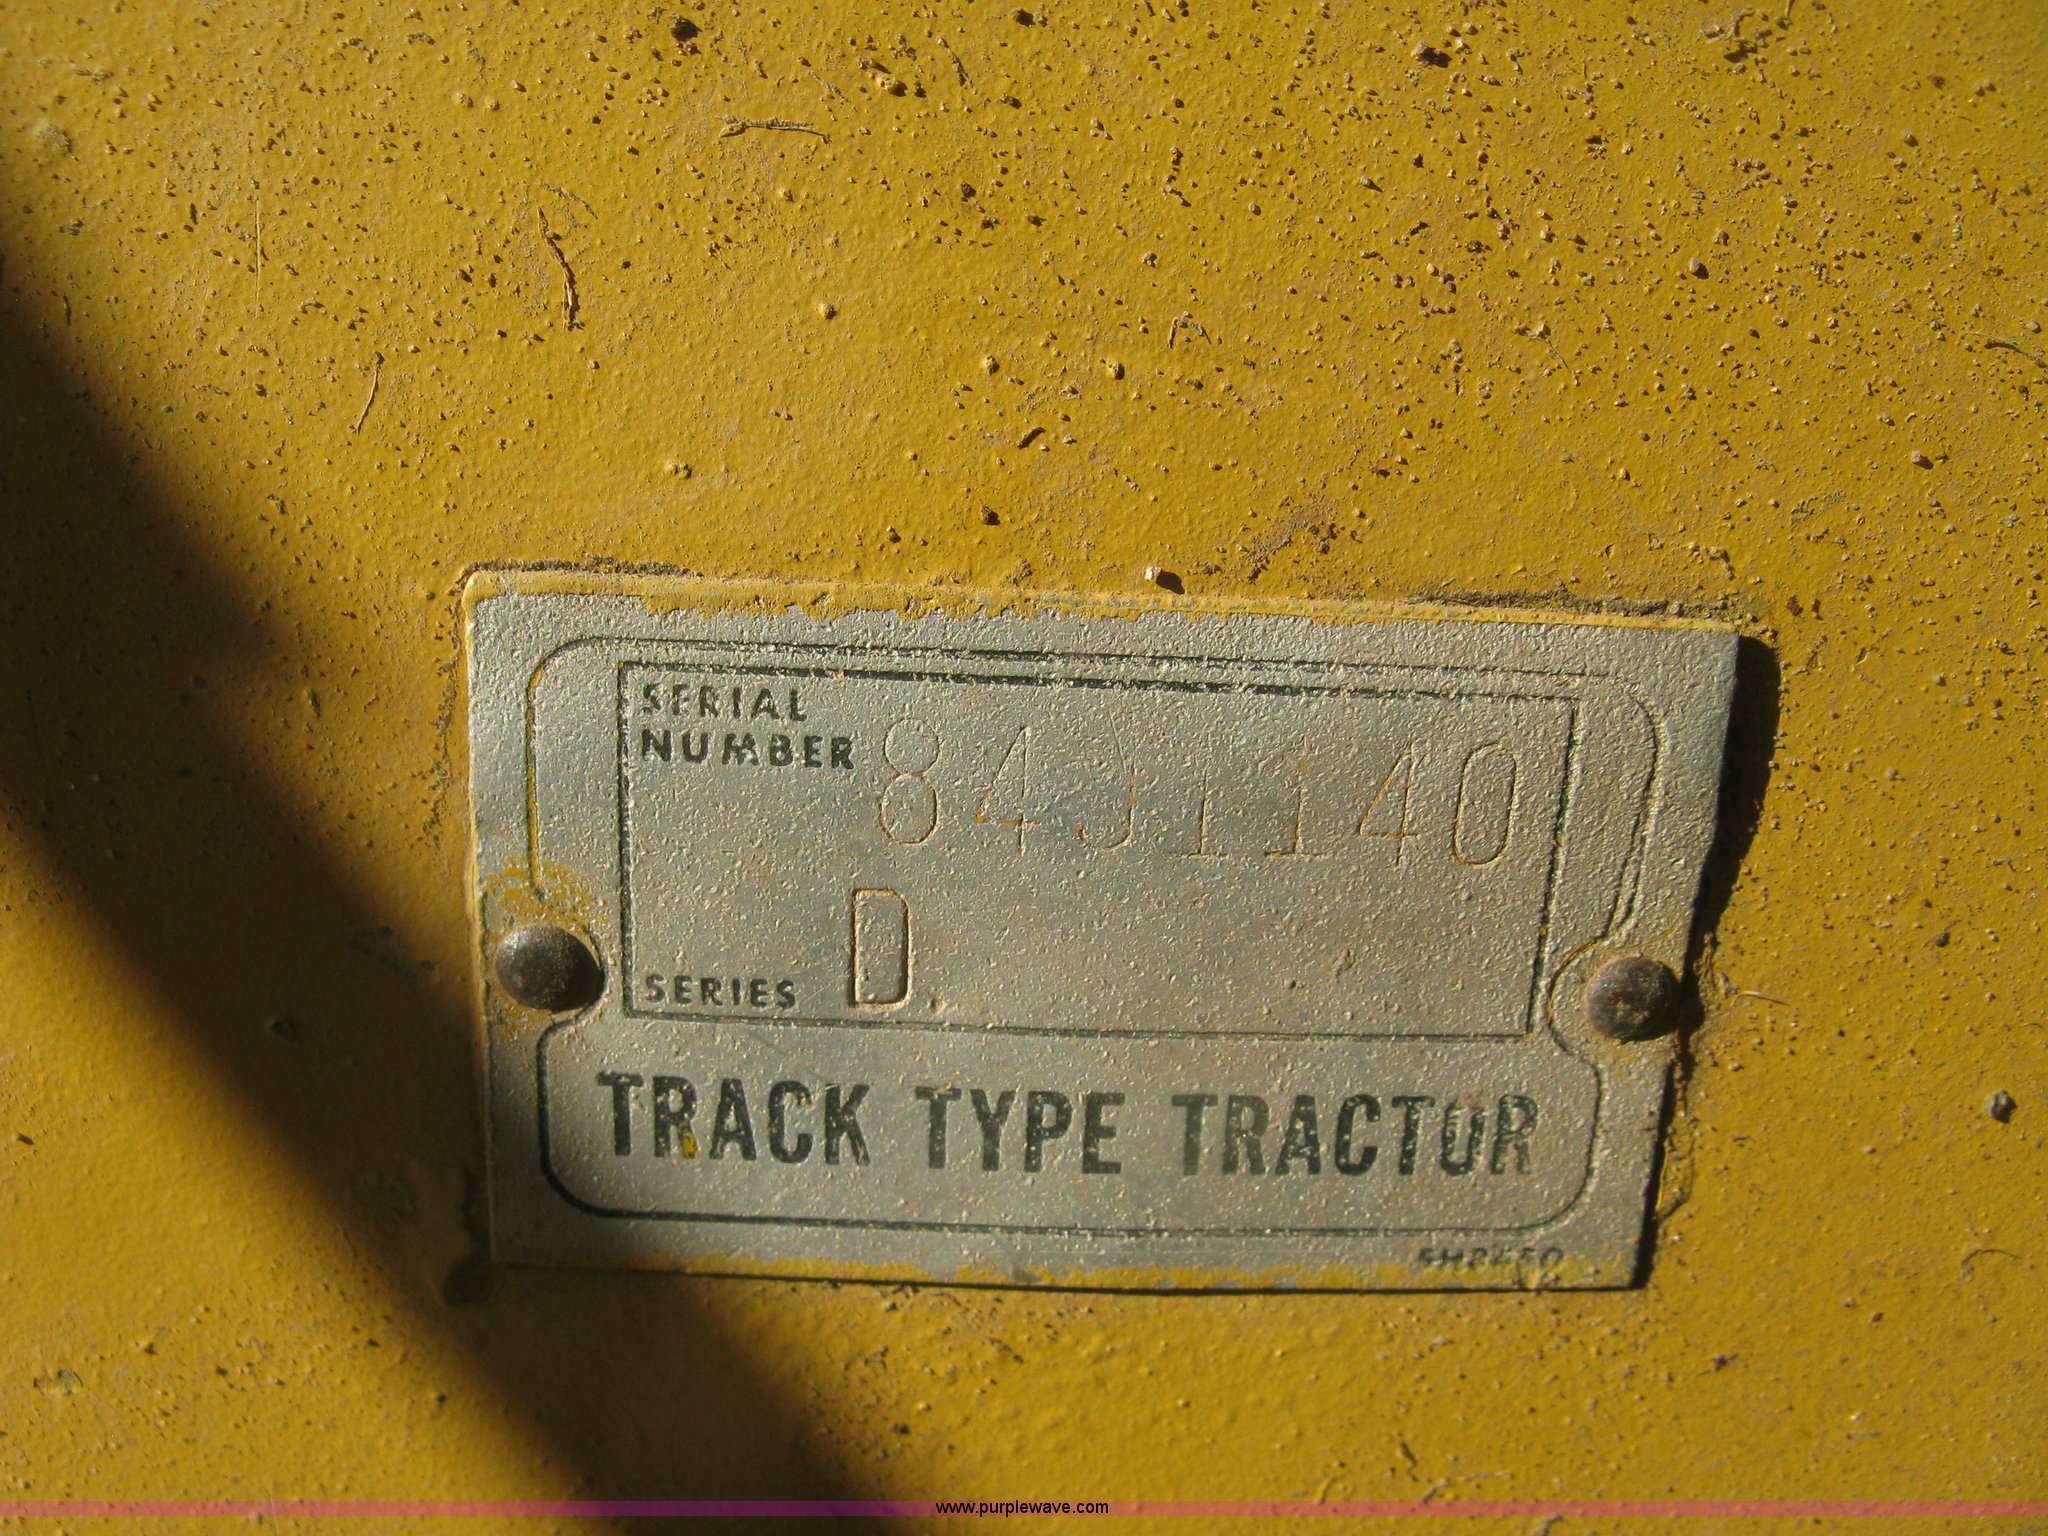 SERIAL
NUMBER 84J1140
SERIES D
TRACK TYPE TRACTOR
www.purplewave.com